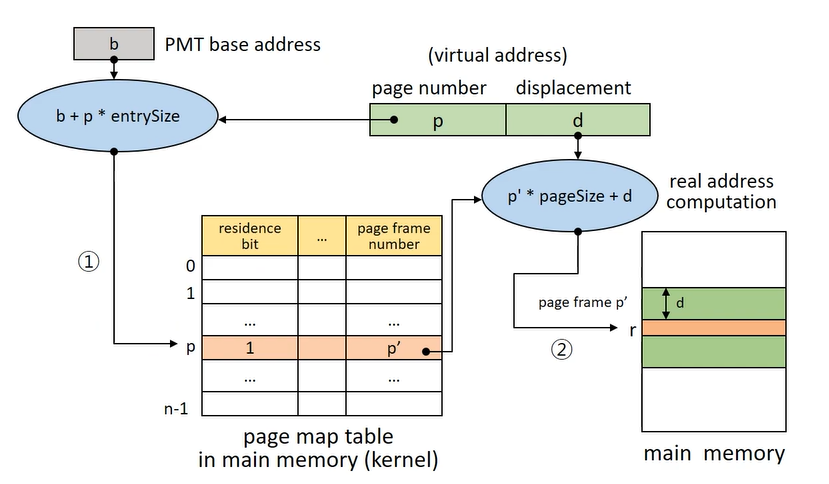 b
PMT base address
(virtual address)
page number
displacement
b + p * entrySize
p
d
p' * pageSize + d
real address
computation
residence
bit
...
page frame
number
①
0
1
...
...
p
1
p’
...
...
n-1
page frame p’
d
r
②
page map table
in main memory (kernel)
main memory